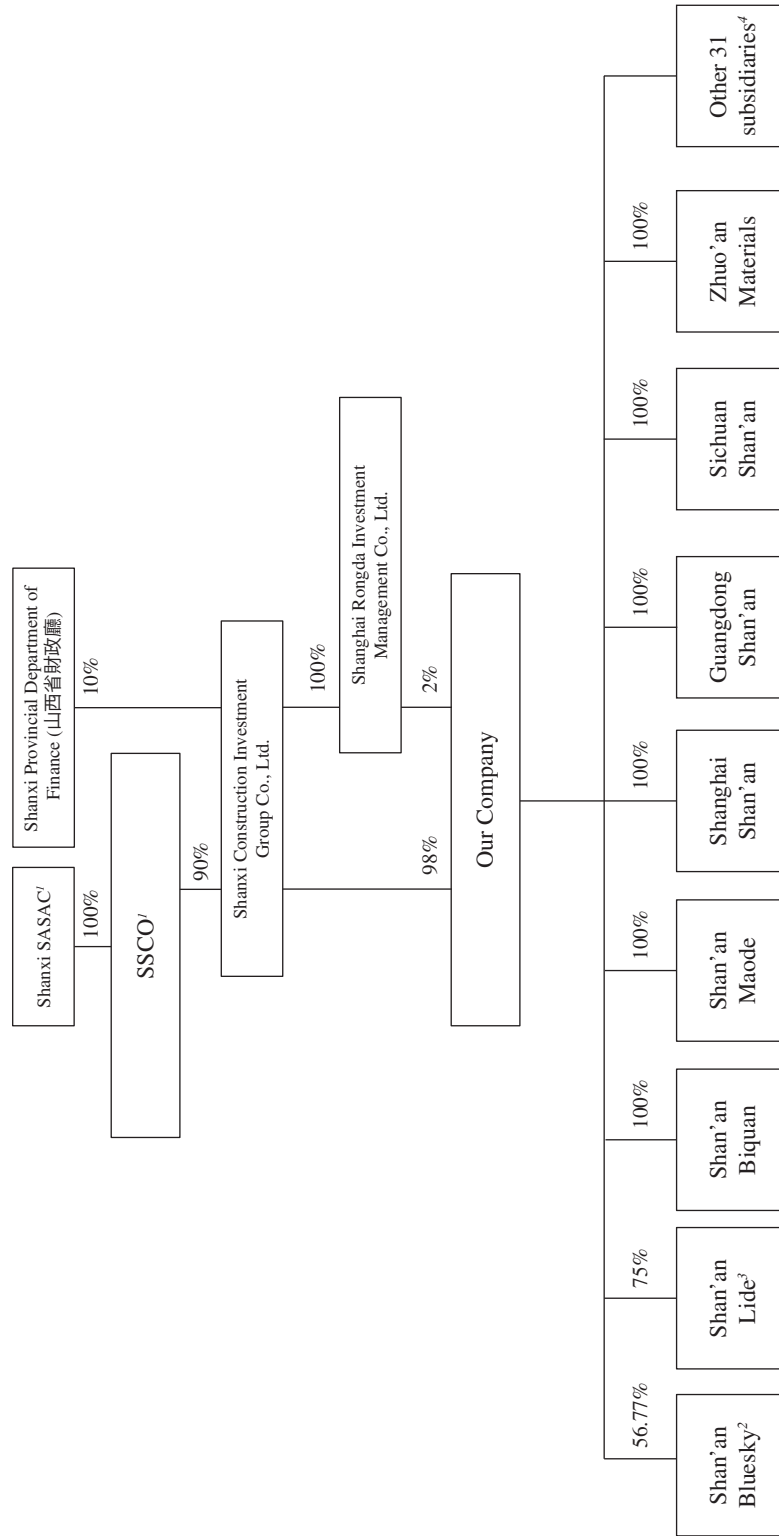 Shanxi SASAC¹
Shanxi Provincial Department of
Finance (山西省財政廳)
100%
10%
SSCO¹
90%
Shanxi Construction Investment
Group Co., Ltd.
100%
Shanghai Rongda Investment
Management Co., Ltd.
98%
2%
Our Company
56.77%
75%
100%
100%
100%
100%
100%
100%
Shan’an
Bluesky²
Shan’an
Lide³
Shan’an
Biquan
Shan’an
Maode
Shanghai
Shan’an
Guangdong
Shan’an
Sichuan
Shan’an
Zhuo’an
Materials
Other 31
subsidiaries⁴